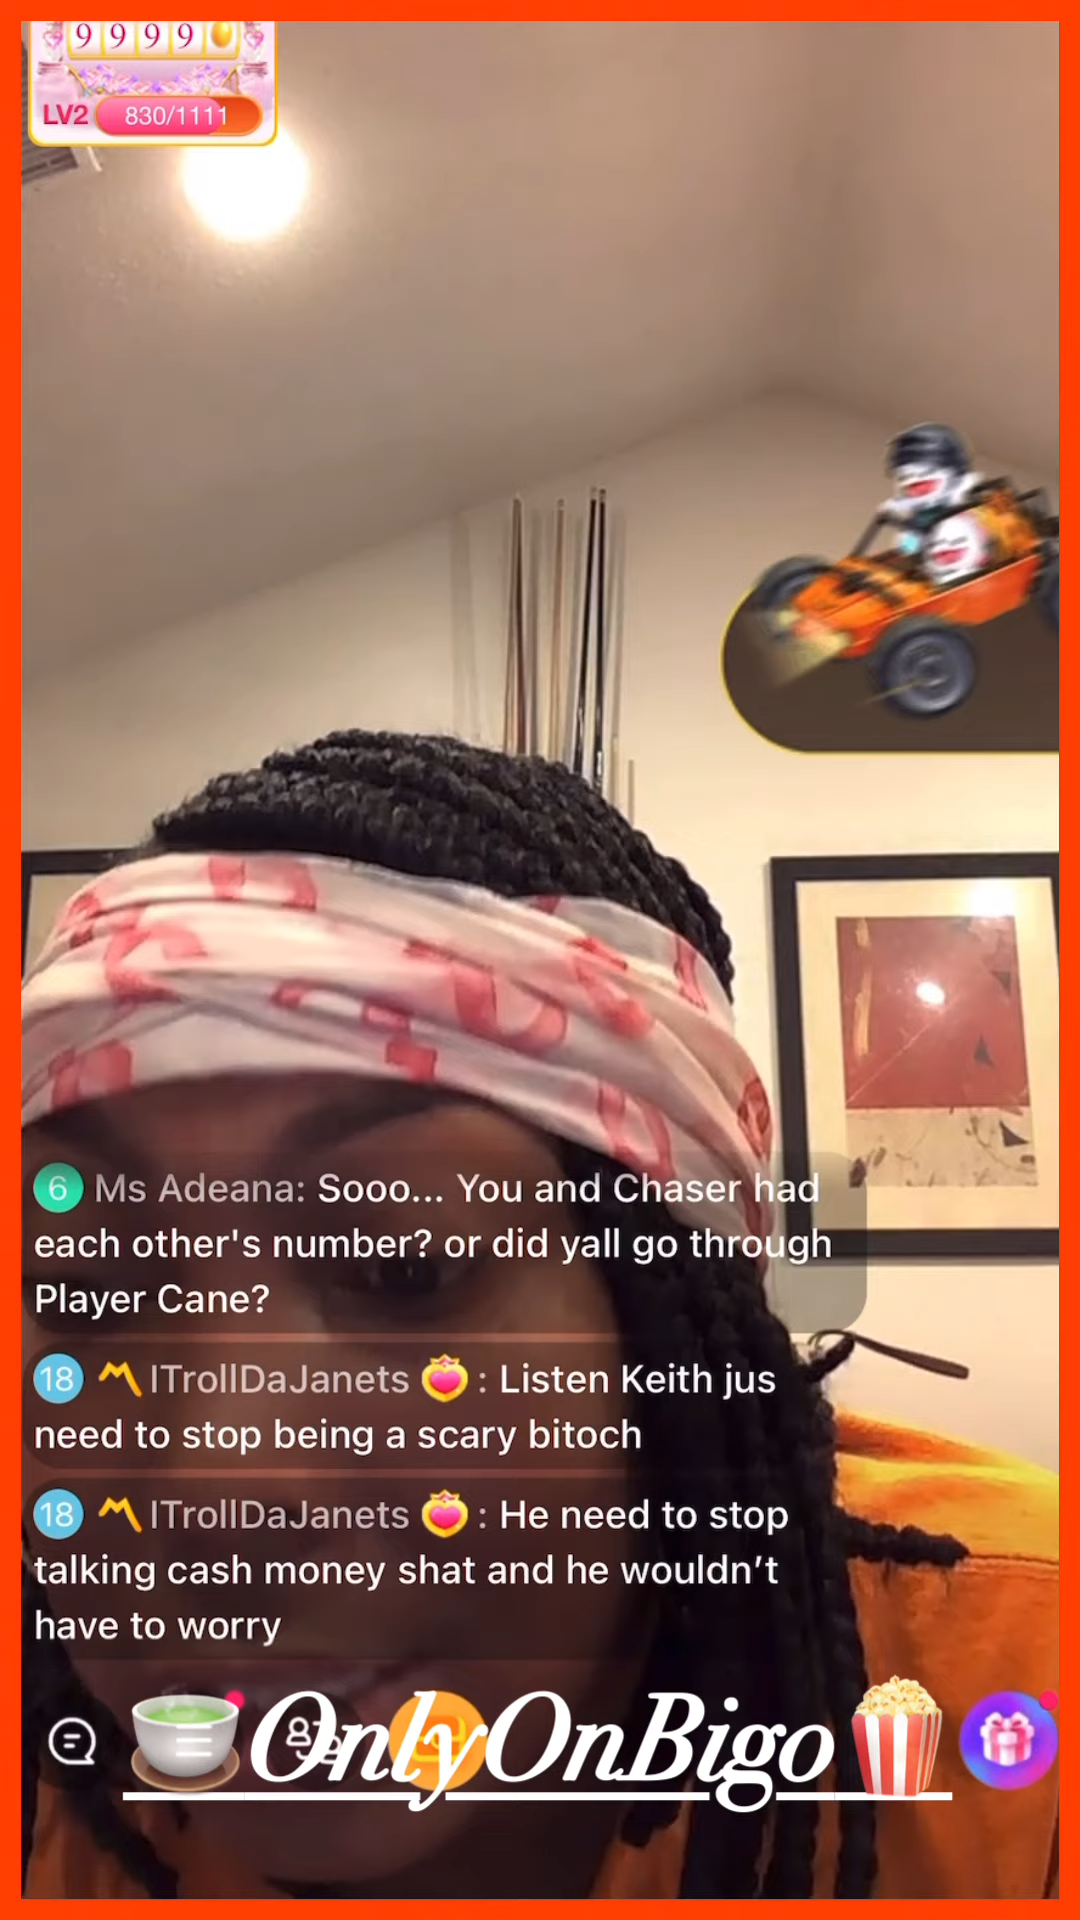 9 9 9 9
LV2 830/1111
6 Ms Adeana: Sooo... You and Chaser had
each other's number? or did yall go through
Player Cane?
18 ITrollDaJanets : Listen Keith jus
need to stop being a scary bitoch
18 ITrollDaJanets : He need to stop
talking cash money shat and he wouldn't
have to worry
OnlyOnBigo